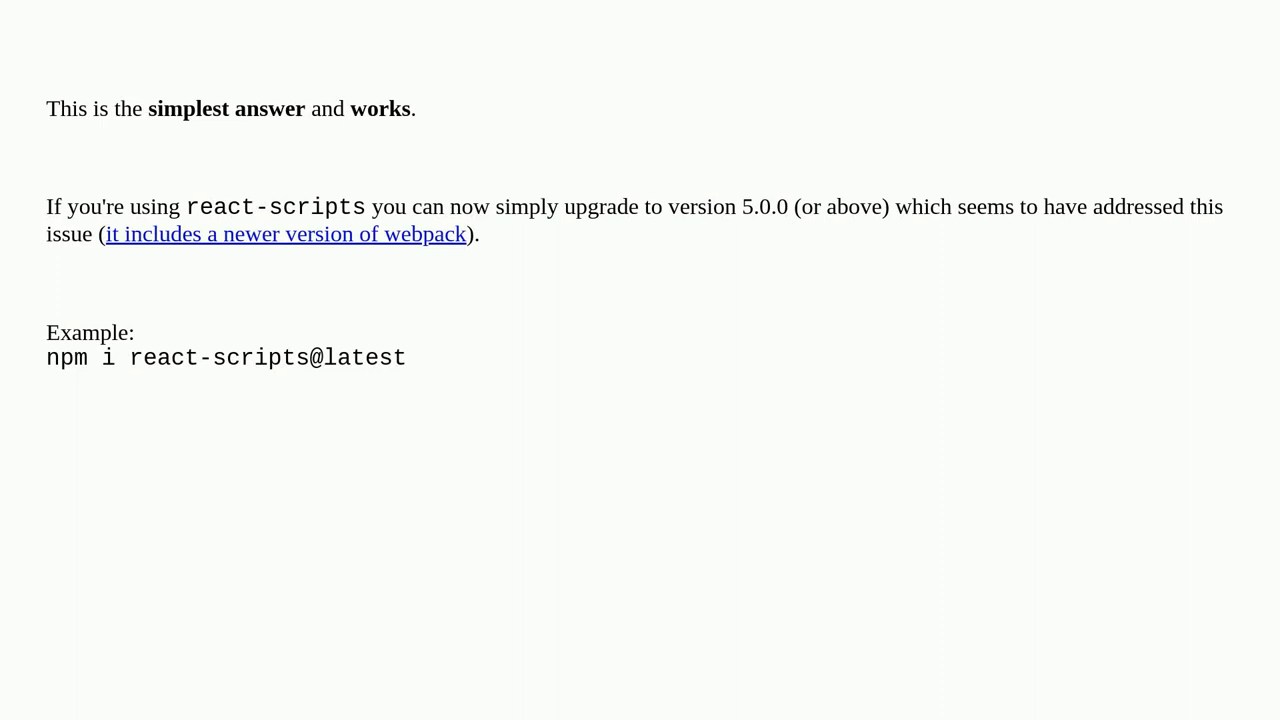 This is the simplest answer and works.
If you're using react-scripts you can now simply upgrade to version 5.0.0 (or above) which seems to have addressed this
issue (it includes a newer version of webpack).
Example:
npm i react-scripts@latest